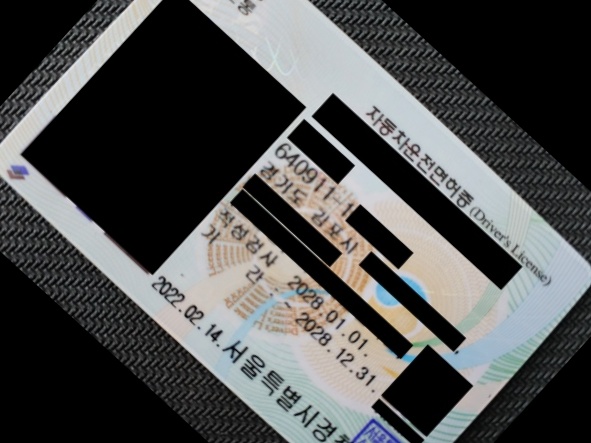 자동차운전면허증 (Driver's License)
640911-1
경기도 김포시
적성검사 2028.01.01.
기 간 : ~ 2028.12.31.
2022.02.14. 서울특별시경찰